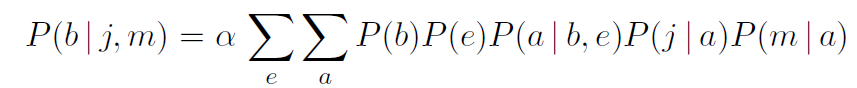 P(b | j, m) = α ∑_e ∑_a P(b)P(e)P(a | b, e)P(j | a)P(m | a)